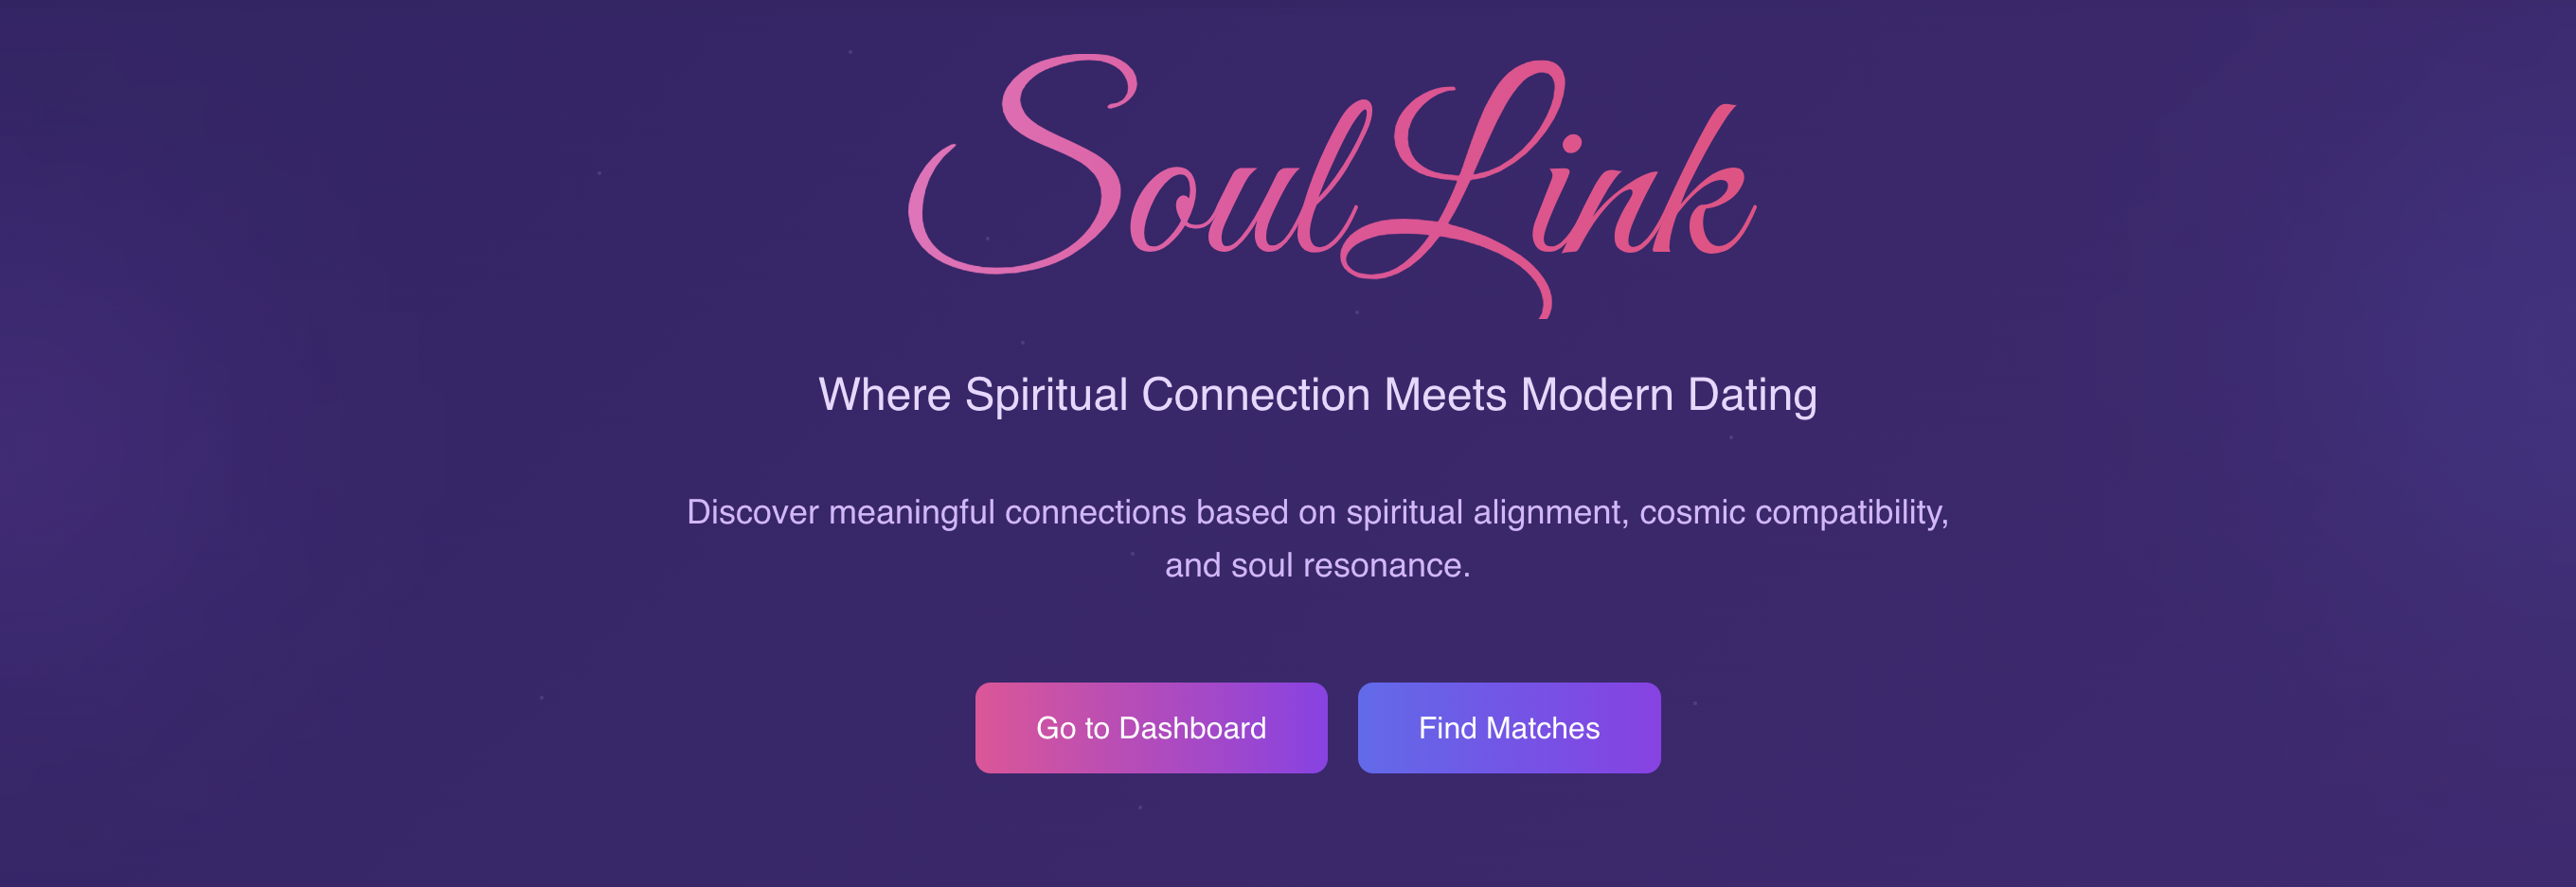 SoulLink
Where Spiritual Connection Meets Modern Dating
Discover meaningful connections based on spiritual alignment, cosmic compatibility,
and soul resonance.
Go to Dashboard
Find Matches